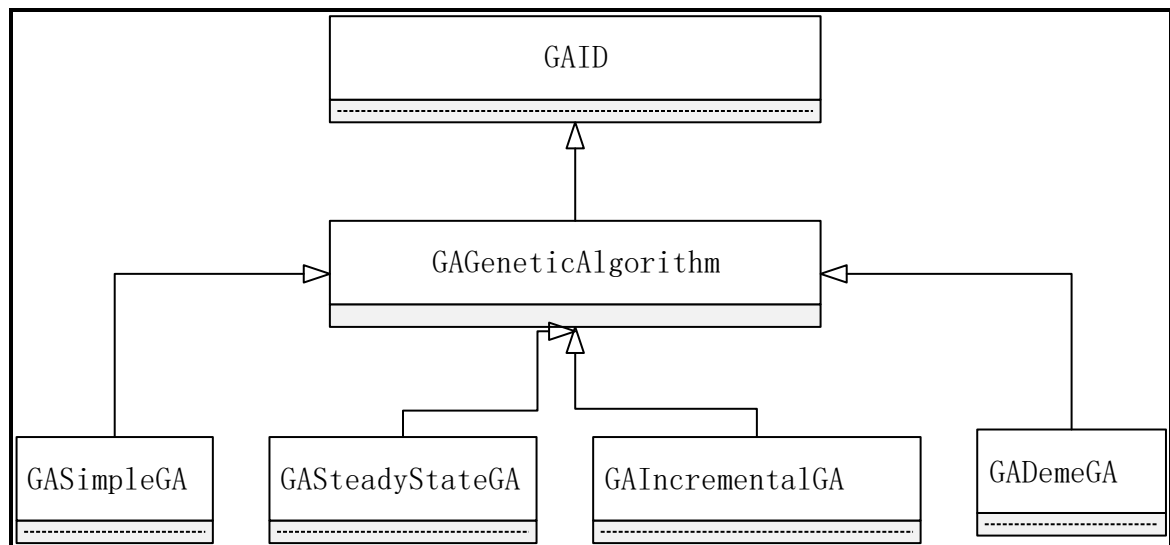 GAID
GAGeneticAlgorithm
GASimpleGA
GASteadyStateGA
GAIncrementalGA
GADemeGA